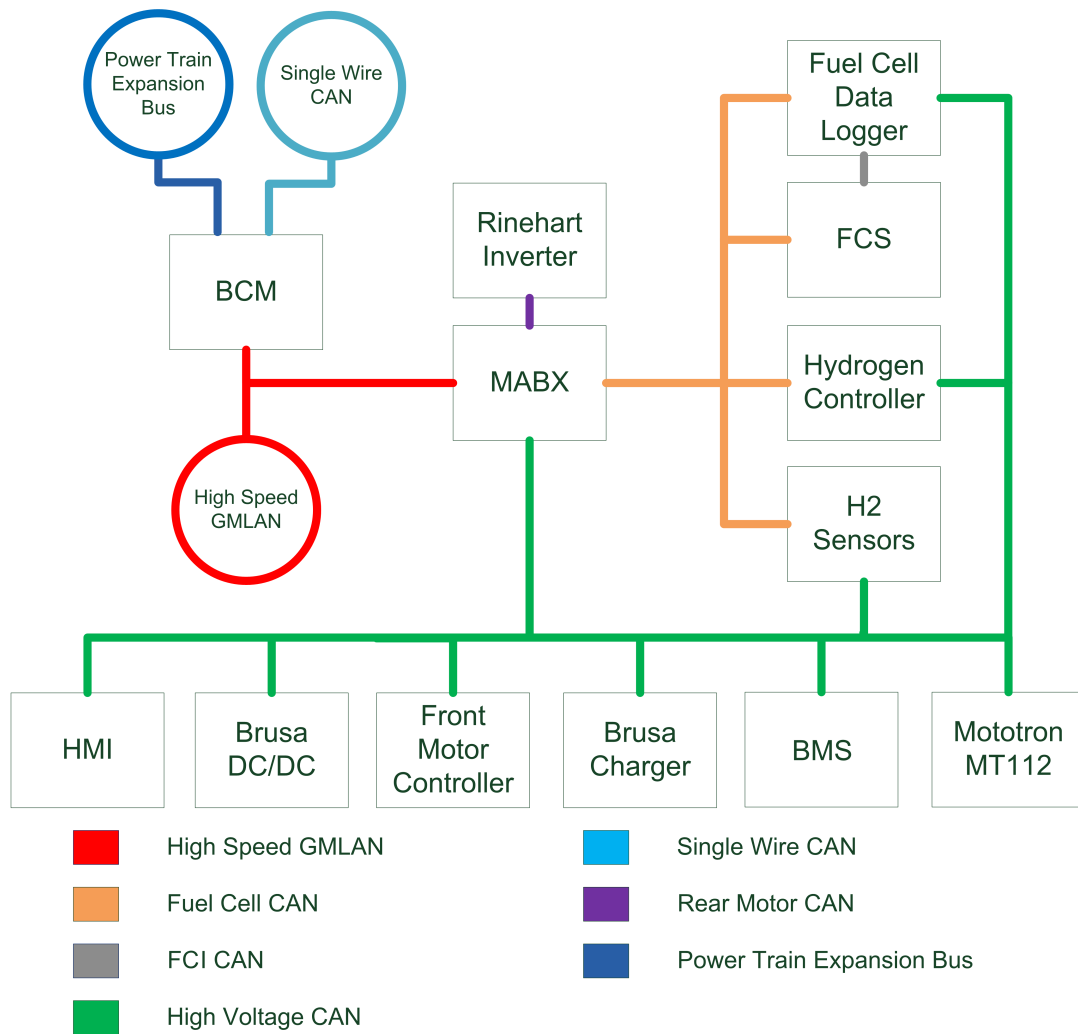 Power Train
Expansion
Bus
Single Wire
CAN
Fuel Cell
Data
Logger
Rinehart
Inverter
FCS
BCM
MABX
Hydrogen
Controller
High Speed
GMLAN
H2
Sensors
HMI
Brusa
DC/DC
Front
Motor
Controller
Brusa
Charger
BMS
Mototron
MT112
High Speed GMLAN
Single Wire CAN
Fuel Cell CAN
Rear Motor CAN
FCI CAN
Power Train Expansion Bus
High Voltage CAN